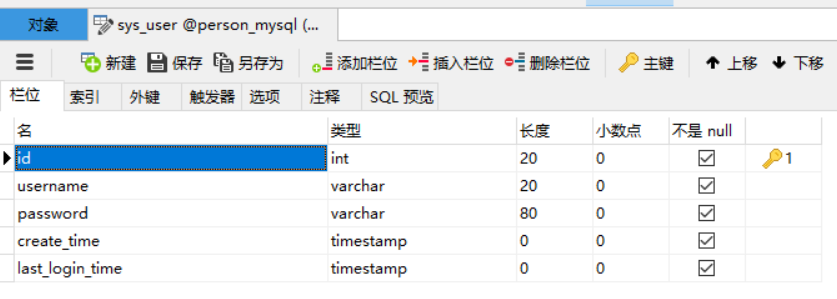 对象 sys_user @person_mysql (...
新建 保存 另存为 添加栏位 插入栏位 删除栏位 主键 上移 下移
栏位 索引 外键 触发器 选项 注释 SQL 预览
名 类型 长度 小数点 不是 null
id int 20 0 1
username varchar 20 0
password varchar 80 0
create_time timestamp 0 0
last_login_time timestamp 0 0